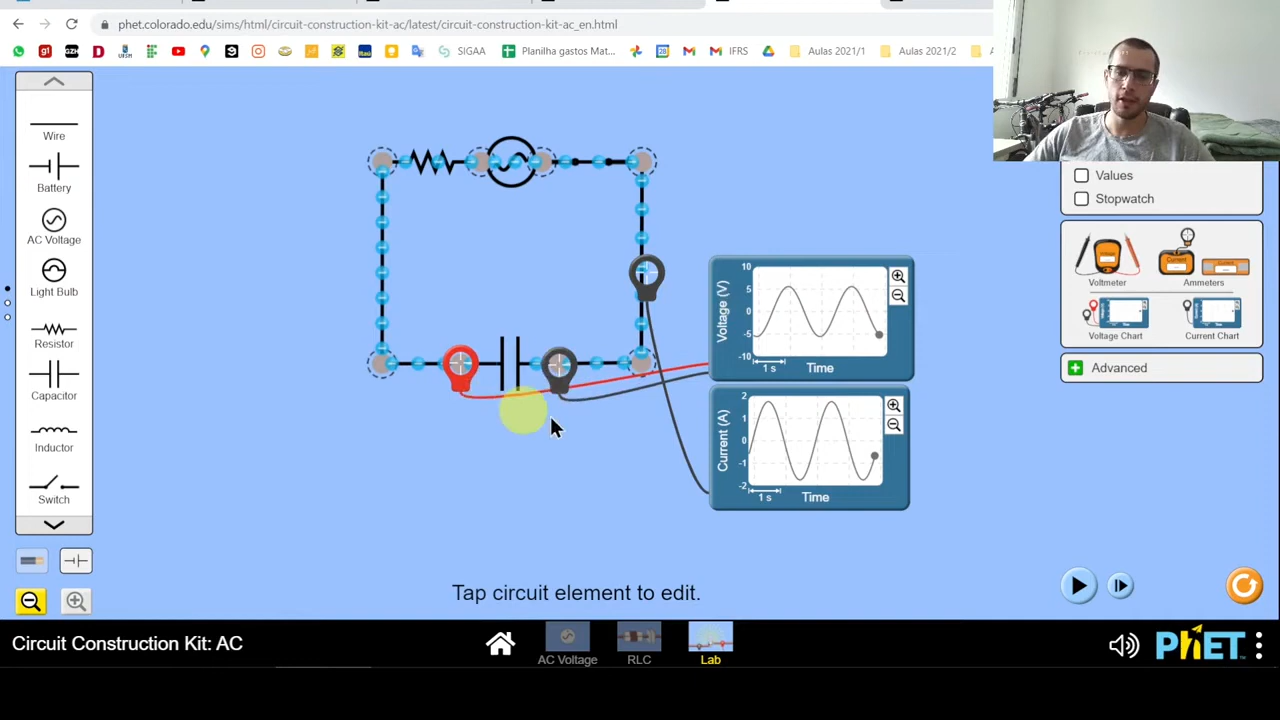 phet.colorado.edu/sims/html/circuit-construction-kit-ac/latest/circuit-construction-kit-ac_en.html
SIGAA
Planilha gastos Mat...
IFRS
Aulas 2021/1
Aulas 2021/2
Wire
Battery
AC Voltage
Light Bulb
Resistor
Capacitor
Inductor
Switch
Voltage (V)
10
5
0
-5
-10
1 s
Time
Current (A)
2
1
0
-1
-2
1 s
Time
Values
Stopwatch
Voltmeter
Ammeters
Voltage Chart
Current Chart
Advanced
Tap circuit element to edit.
Circuit Construction Kit: AC
AC Voltage
RLC
Lab
PhET